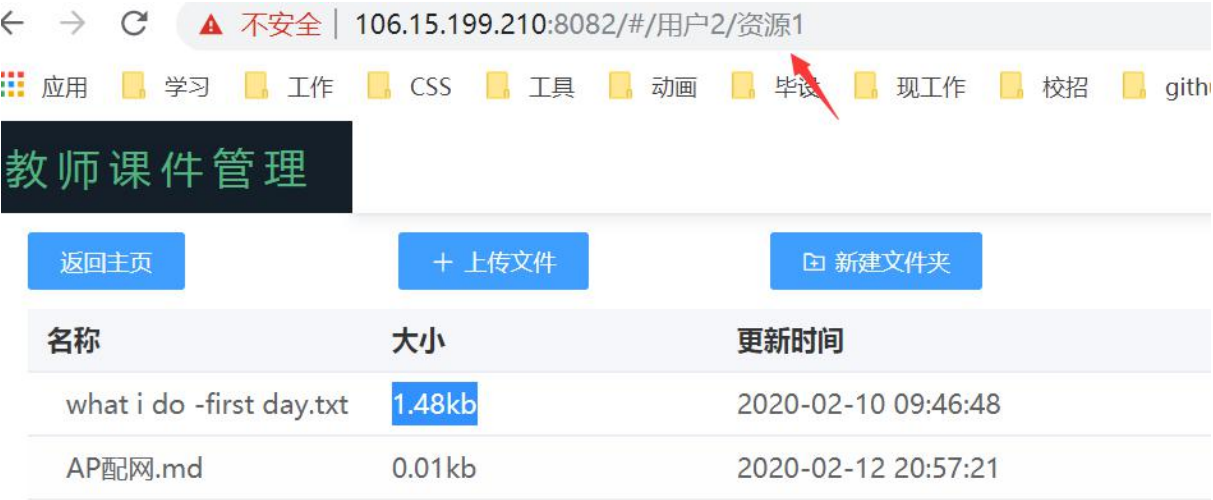 不安全 | 106.15.199.210:8082/#/用户2/资源1
应用 学习 工作 CSS 工具 动画 毕设 现工作 校招
教师课件管理
返回主页 + 上传文件 新建文件夹
名称 大小 更新时间
what i do -first day.txt 1.48kb 2020-02-10 09:46:48
AP配网.md 0.01kb 2020-02-12 20:57:21